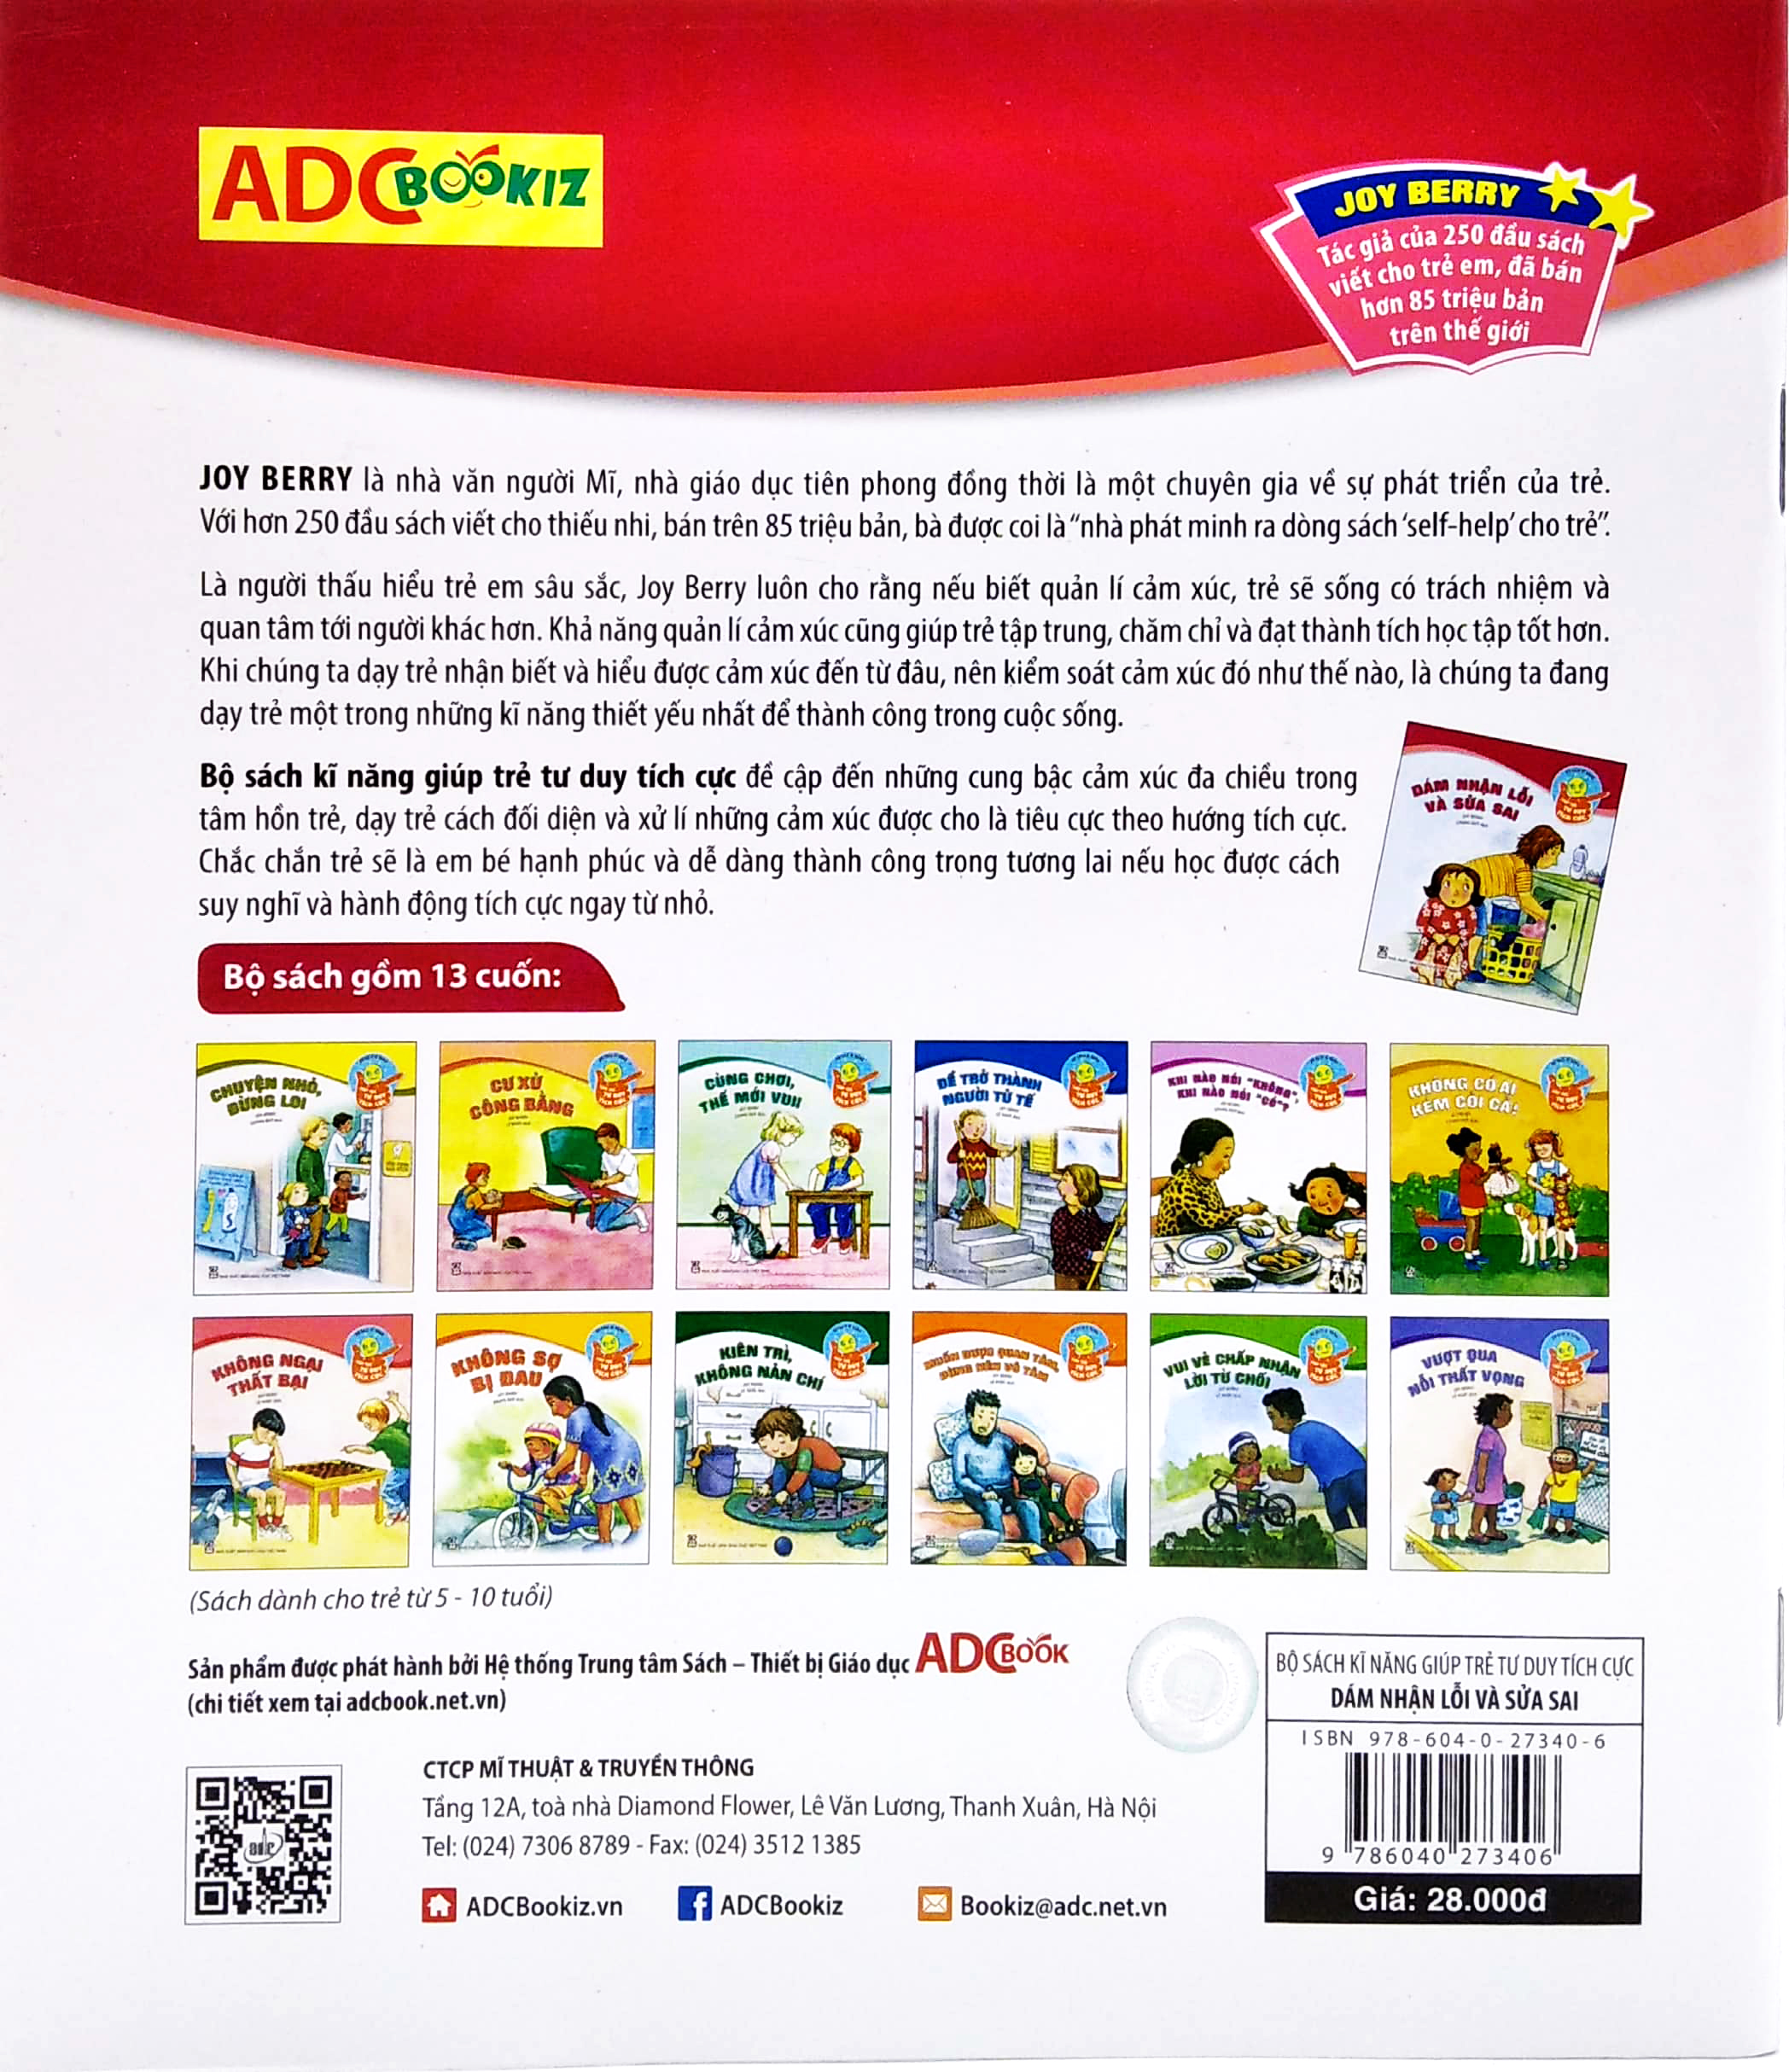 ADC BOOKIZ
JOY BERRY
Tác giả của 250 đầu sách
viết cho trẻ em, đã bán
hơn 85 triệu bản
trên thế giới
JOY BERRY là nhà văn người Mĩ, nhà giáo dục tiên phong đồng thời là một chuyên gia về sự phát triển của trẻ.
Với hơn 250 đầu sách viết cho thiếu nhi, bán trên 85 triệu bản, bà được coi là "nhà phát minh ra dòng sách 'self-help' cho trẻ".
Là người thấu hiểu trẻ em sâu sắc, Joy Berry luôn cho rằng nếu biết quản lí cảm xúc, trẻ sẽ sống có trách nhiệm và
quan tâm tới người khác hơn. Khả năng quản lí cảm xúc cũng giúp trẻ tập trung, chăm chỉ và đạt thành tích học tập tốt hơn.
Khi chúng ta dạy trẻ nhận biết và hiểu được cảm xúc đến từ đâu, nên kiểm soát cảm xúc đó như thế nào, là chúng ta đang
dạy trẻ một trong những kĩ năng thiết yếu nhất để thành công trong cuộc sống.
Bộ sách kĩ năng giúp trẻ tư duy tích cực đề cập đến những cung bậc cảm xúc đa chiều trong
tâm hồn trẻ, dạy trẻ cách đối diện và xử lí những cảm xúc được cho là tiêu cực theo hướng tích cực.
Chắc chắn trẻ sẽ là em bé hạnh phúc và dễ dàng thành công trong tương lai nếu học được cách
suy nghĩ và hành động tích cực ngay từ nhỏ.
DÁM NHẬN LỖI
VÀ SỬA SAI
Bộ sách gồm 13 cuốn:
CHUYỆN NHỎ,
ĐỪNG LO!
CƯ XỬ
CÔNG BẰNG
CÙNG CHƠI,
THẾ MỚI VUI!
ĐỂ TRỞ THÀNH
NGƯỜI TỬ TẾ
KHI NÀO NÓI "KHÔNG",
KHI NÀO NÓI "CÓ"?
KHÔNG CÓ AI
KÉM CỎI CẢ!
KHÔNG NGẠI
THẤT BẠI
KHÔNG SỢ
BỊ ĐAU
KIÊN TRÌ,
KHÔNG NẢN CHÍ
MUỐN ĐƯỢC QUAN TÂM,
ĐỪNG NÊN VÔ TÂM
VUI VẺ CHẤP NHẬN
LỜI TỪ CHỐI
VƯỢT QUA
NỖI THẤT VỌNG
(Sách dành cho trẻ từ 5 - 10 tuổi)
Sản phẩm được phát hành bởi Hệ thống Trung tâm Sách – Thiết bị Giáo dục ADC BOOK
(chi tiết xem tại adcbook.net.vn)
CTCP MĨ THUẬT & TRUYỀN THÔNG
Tầng 12A, toà nhà Diamond Flower, Lê Văn Lương, Thanh Xuân, Hà Nội
Tel: (024) 7306 8789 - Fax: (024) 3512 1385
ADCBookiz.vn ADCBookiz Bookiz@adc.net.vn
BỘ SÁCH KĨ NĂNG GIÚP TRẺ TƯ DUY TÍCH CỰC
DÁM NHẬN LỖI VÀ SỬA SAI
ISBN 978-604-0-27340-6
9 786040 273406
Giá: 28.000đ